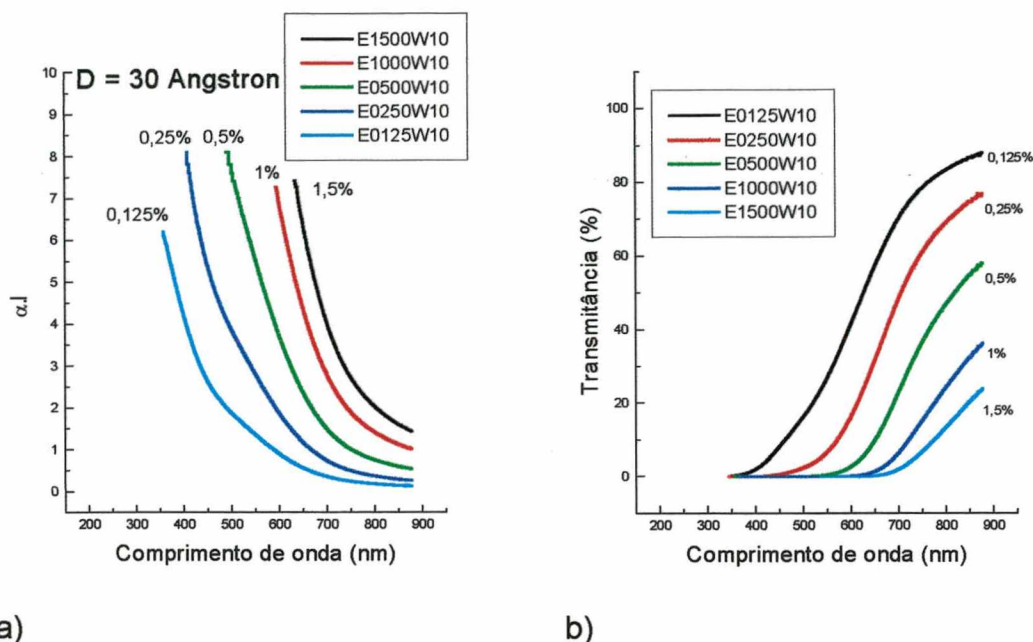 E1500W10
E1000W10
E0500W10
E0250W10
E0125W10
D = 30 Angstron
10
9
8
7
6
5
4
3
2
1
0
α.l
0,25%
0,5%
1%
1,5%
0,125%
200 300 400 500 600 700 800 900
Comprimento de onda (nm)
a)
E0125W10
E0250W10
E0500W10
E1000W10
E1500W10
100
80
60
40
20
0
Transmitância (%)
0,125%
0,25%
0,5%
1%
1,5%
200 300 400 500 600 700 800 900
Comprimento de onda (nm)
b)